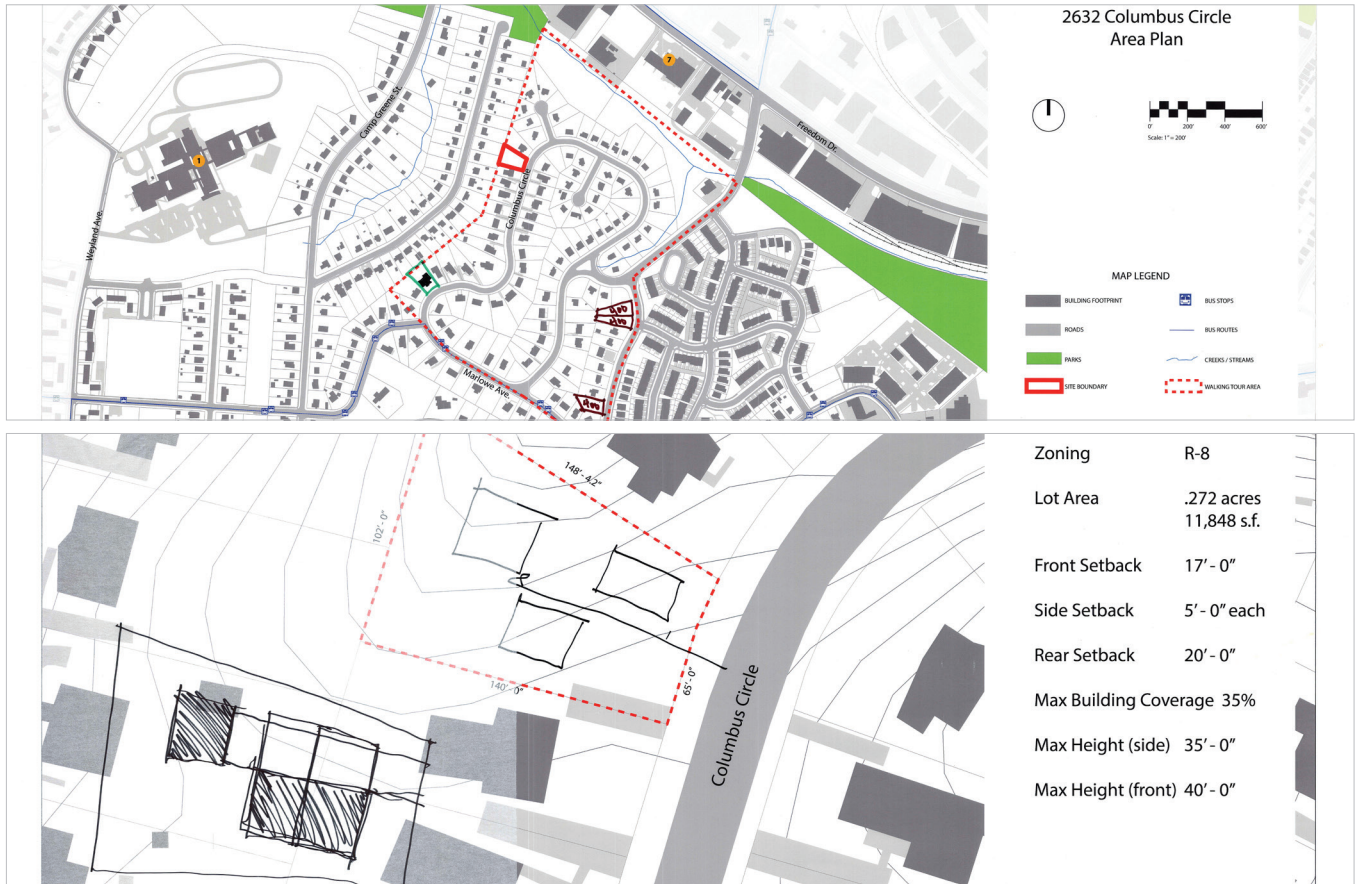 2632 Columbus Circle
Area Plan
0'
200'
400'
600'
Scale: 1" = 200'
MAP LEGEND
BUILDING FOOTPRINT
BUS STOPS
ROADS
BUS ROUTES
PARKS
CREEKS / STREAMS
SITE BOUNDARY
WALKING TOUR AREA
Camp Greene St.
7
Freedom Dr.
1
Columbus Circle
Weyland Ave.
Marlowe Ave.
148'-4.2"
102'- 0"
140'- 0"
65'- 0"
Columbus Circle
Zoning R-8
Lot Area .272 acres
11,848 s.f.
Front Setback 17' - 0"
Side Setback 5' - 0" each
Rear Setback 20' - 0"
Max Building Coverage 35%
Max Height (side) 35' - 0"
Max Height (front) 40' - 0"